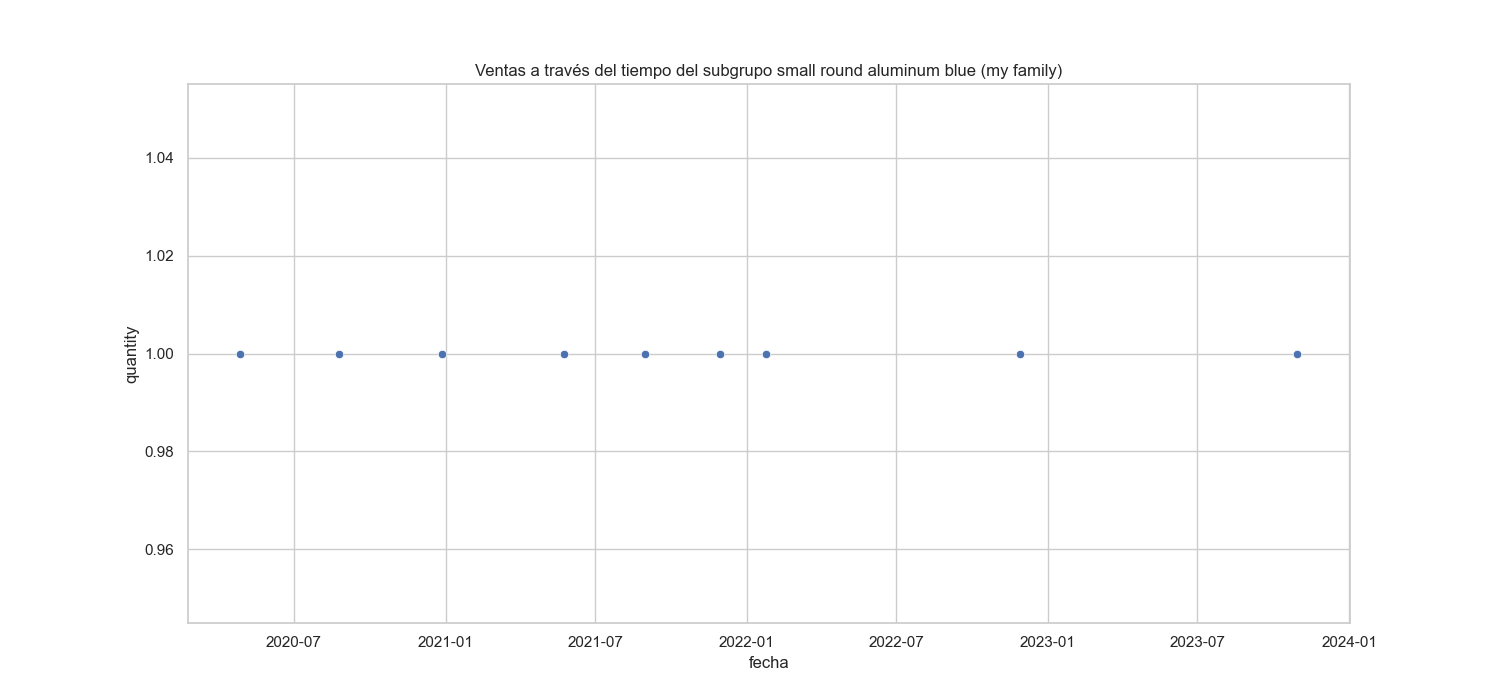 Ventas a través del tiempo del subgrupo small round aluminum blue (my family)
1.04
1.02
1.00
0.98
0.96
quantity
2020-07 2021-01 2021-07 2022-01 2022-07 2023-01 2023-07 2024-01
fecha